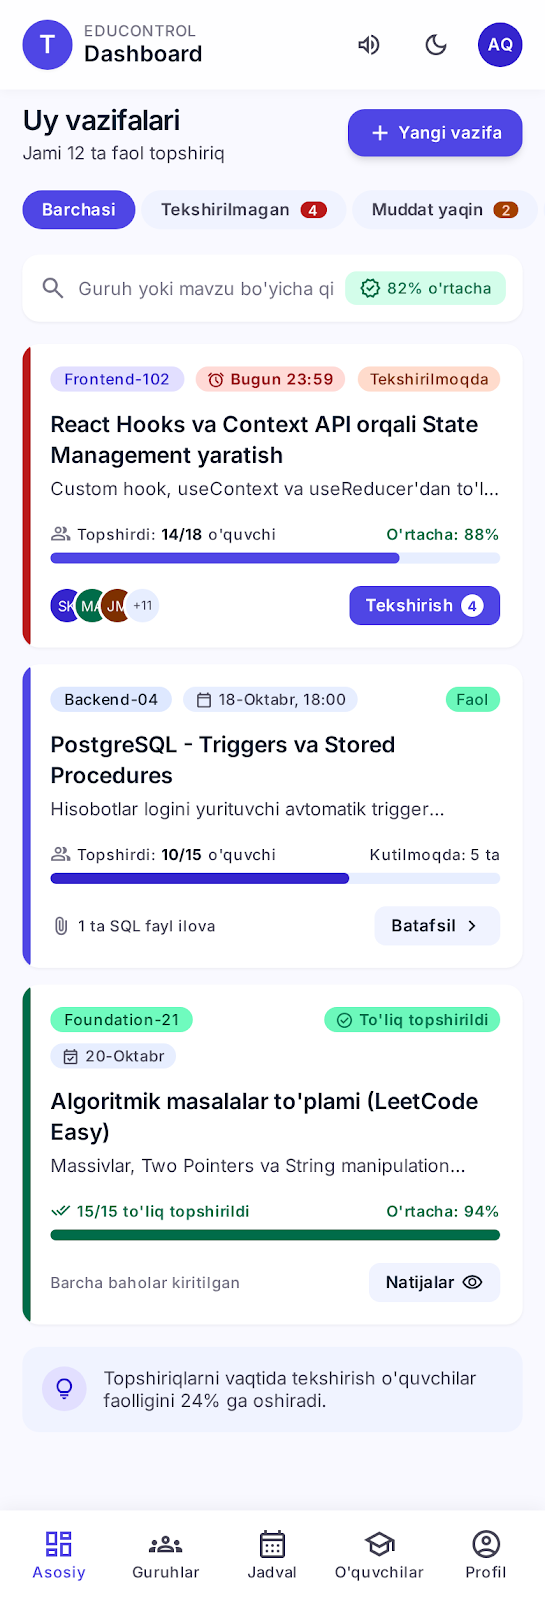 T
EDUCONTROL
Dashboard
AQ
Uy vazifalari
Jami 12 ta faol topshiriq
Yangi vazifa
Barchasi
Tekshirilmagan 4
Muddat yaqin 2
Guruh yoki mavzu bo'yicha qi
82% o'rtacha
Frontend-102
Bugun 23:59
Tekshirilmoqda
React Hooks va Context API orqali State
Management yaratish
Custom hook, useContext va useReducer'dan to'l...
Topshirdi: 14/18 o'quvchi
O'rtacha: 88%
SK
MA
JM
+11
Tekshirish 4
Backend-04
18-Oktabr, 18:00
Faol
PostgreSQL - Triggers va Stored
Procedures
Hisobotlar logini yurituvchi avtomatik trigger...
Topshirdi: 10/15 o'quvchi
Kutilmoqda: 5 ta
1 ta SQL fayl ilova
Batafsil
Foundation-21
To'liq topshirildi
20-Oktabr
Algoritmik masalalar to'plami (LeetCode
Easy)
Massivlar, Two Pointers va String manipulation...
15/15 to'liq topshirildi
O'rtacha: 94%
Barcha baholar kiritilgan
Natijalar
Topshiriqlarni vaqtida tekshirish o'quvchilar
faolligini 24% ga oshiradi.
Asosiy
Guruhlar
Jadval
O'quvchilar
Profil